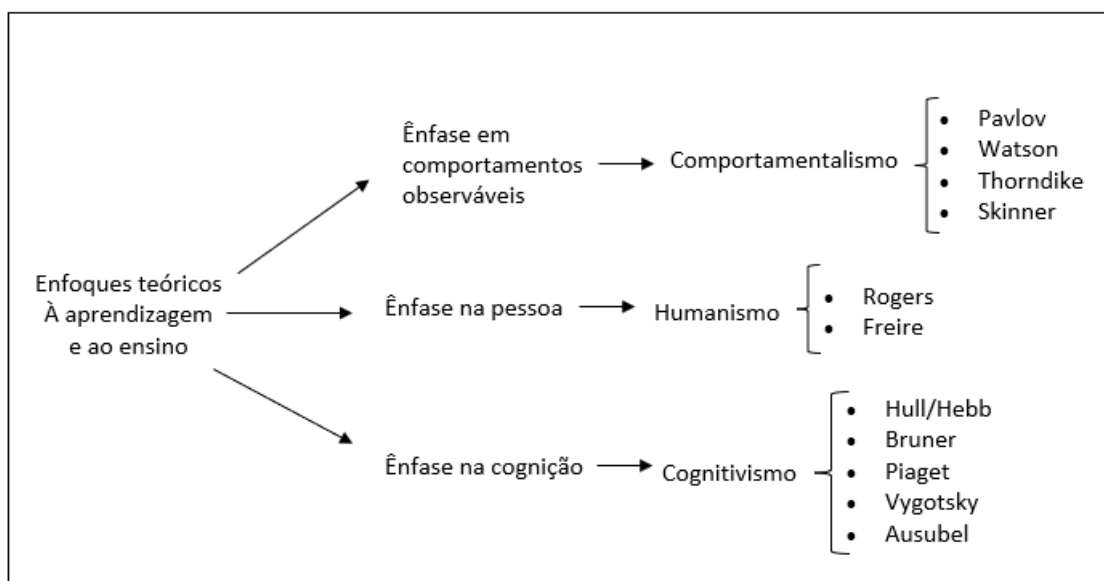 Enfoques teóricos
À aprendizagem
e ao ensino
Ênfase em
comportamentos
observáveis
Comportamentalismo
• Pavlov
• Watson
• Thorndike
• Skinner
Ênfase na pessoa
Humanismo
• Rogers
• Freire
Ênfase na cognição
Cognitivismo
• Hull/Hebb
• Bruner
• Piaget
• Vygotsky
• Ausubel